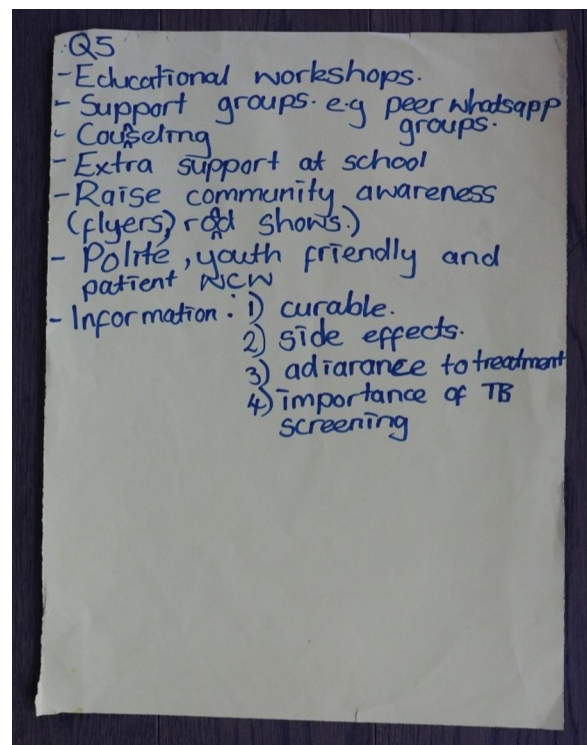 Q5
- Educational workshops.
- Support groups. e.g peer whatsapp
groups.
- Counseling
- Extra support at school
- Raise community awareness
(flyers, road shows.)
- Polite, youth friendly and
patient NCW
- Information: 1) curable.
2) side effects.
3) adiarance to treatment
4) importance of TB
screening